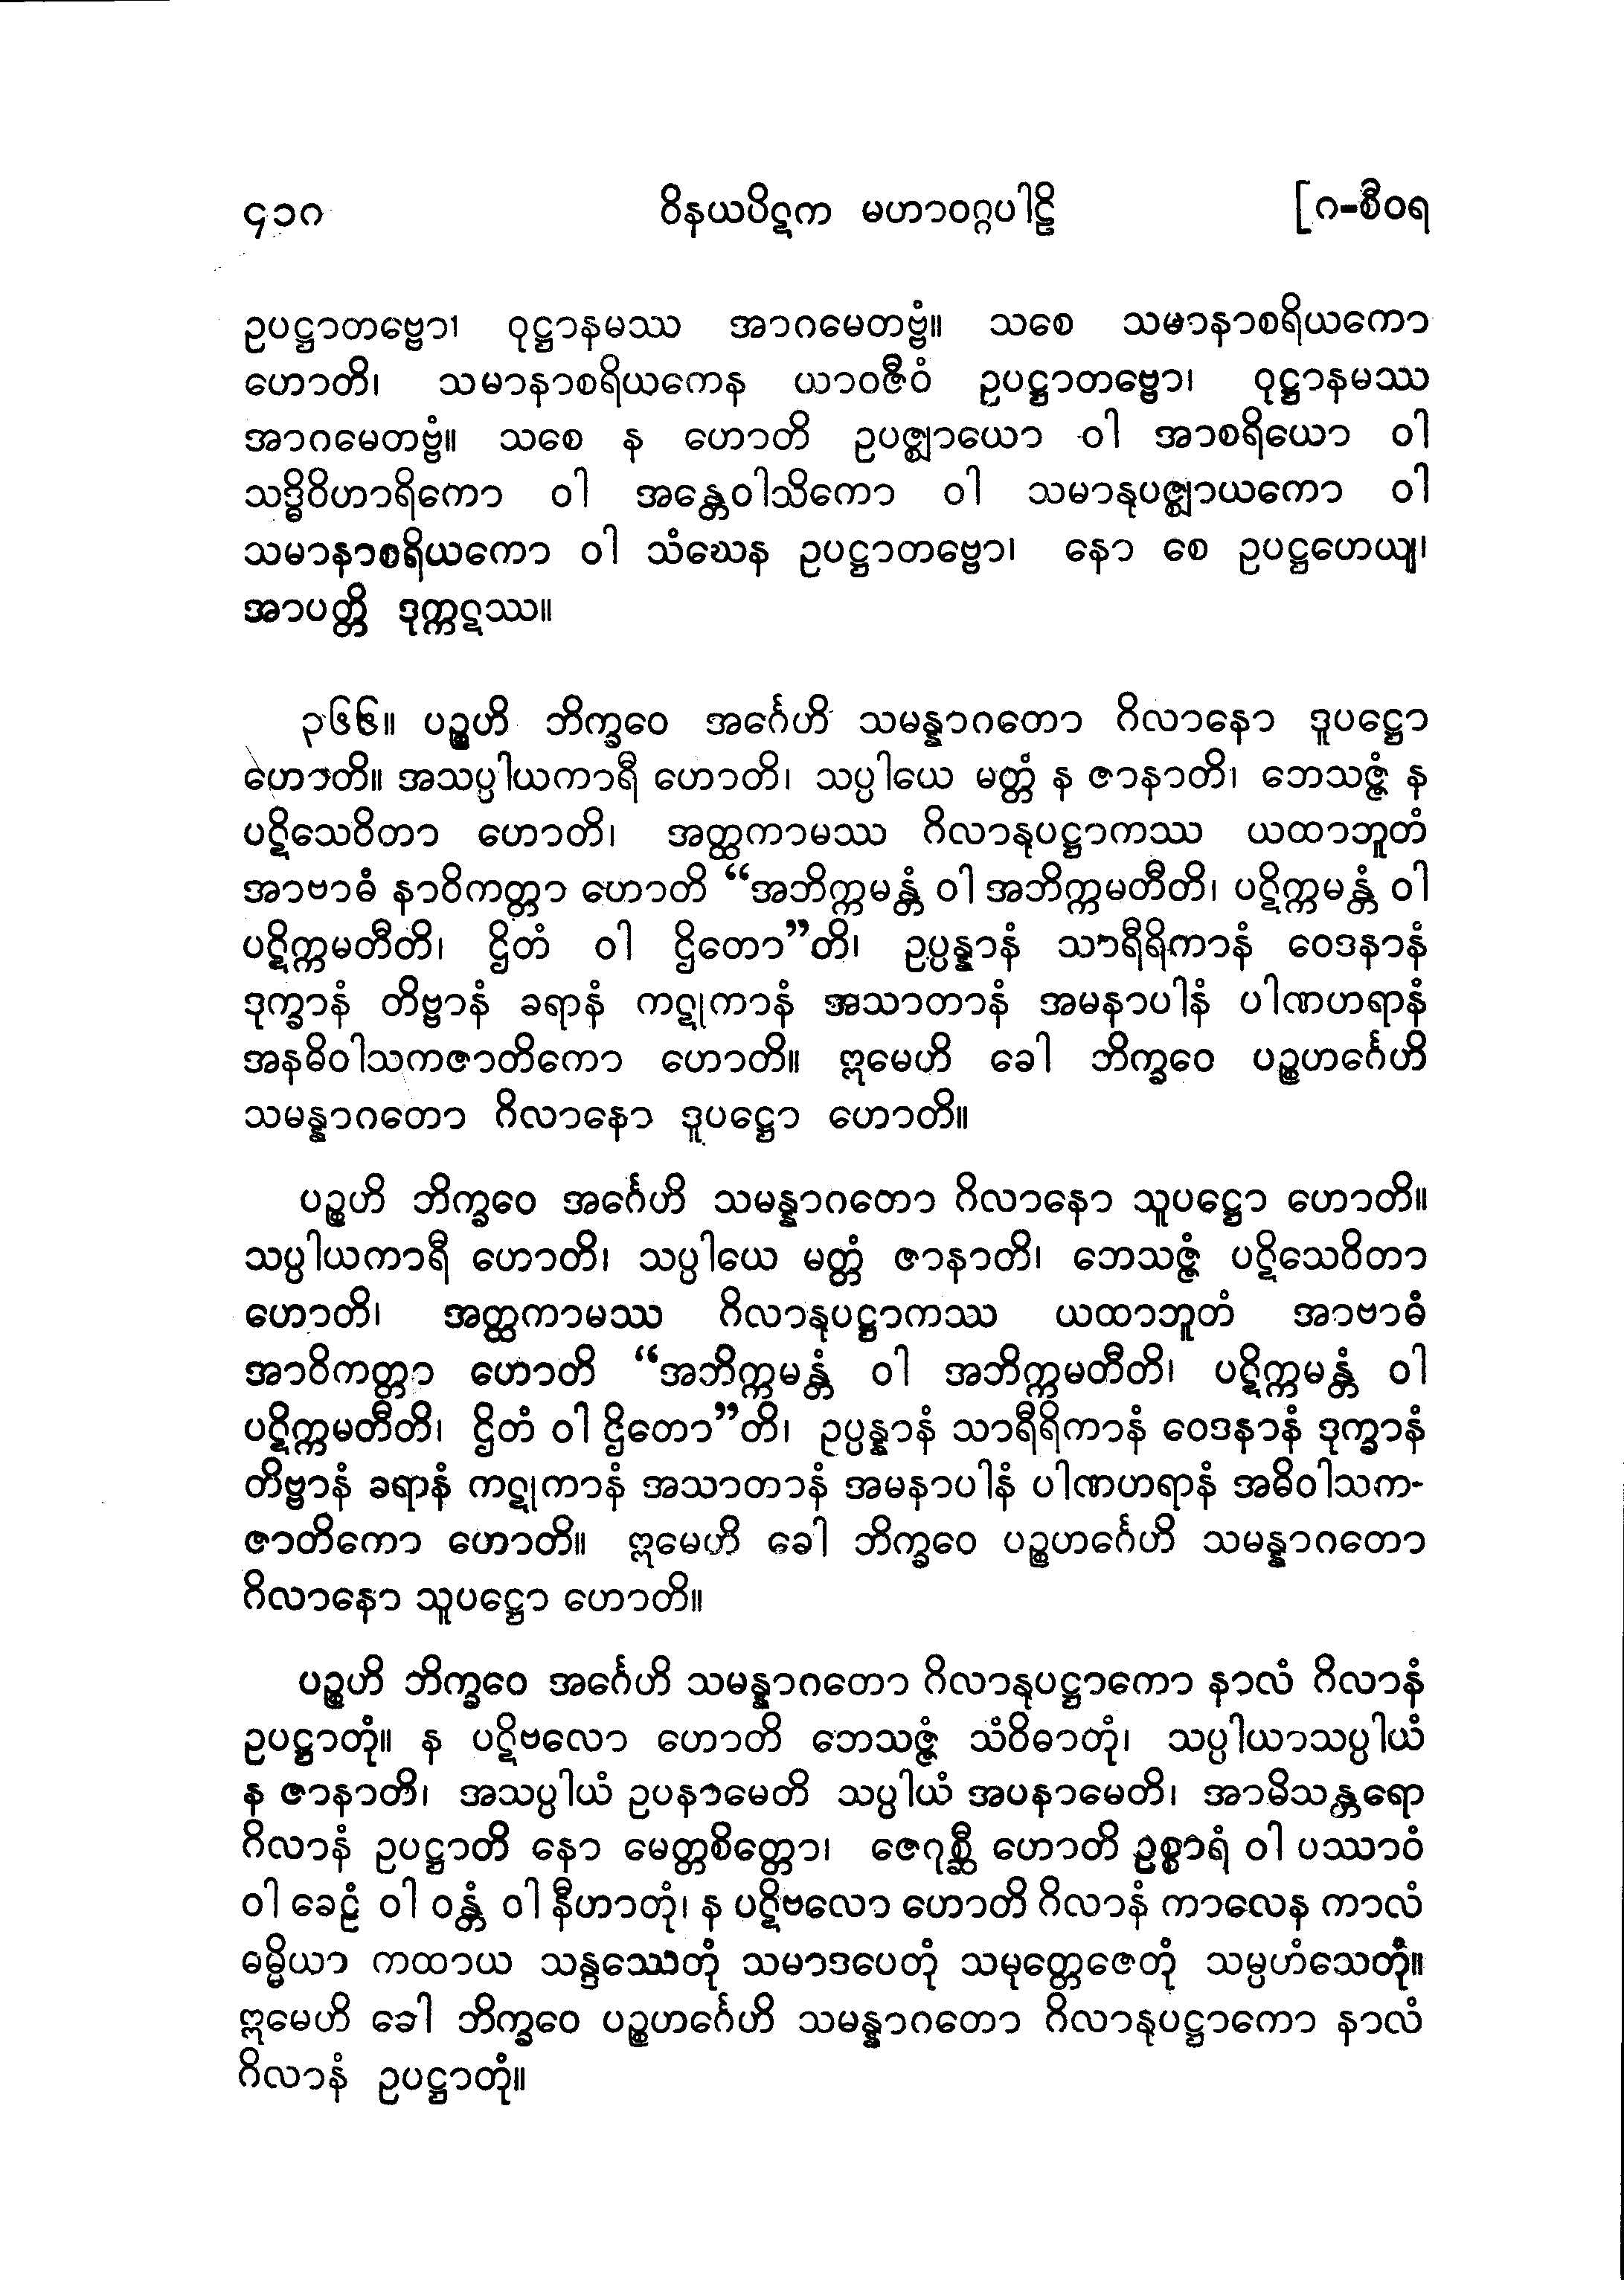 ၄၁၈ ဝိနယပိဋက မဟာဝဂ္ဂပါဠိ [၈-စီဝရ
ဥပဋ္ဌာတဗ္ဗော၊ ဝုဋ္ဌာနမဿ အာဂမေတဗ္ဗံ။ သစေ သမာနာစရိယကော
ဟောတိ၊ သမာနာစရိယကေန ယာဝဇီဝံ ဥပဋ္ဌာတဗ္ဗော၊ ဝုဋ္ဌာနမဿ
အာဂမေတဗ္ဗံ။ သစေ န ဟောတိ ဥပဇ္ဈာယော ဝါ အာစရိယော ဝါ
သဒ္ဓိဝိဟာရိကော ဝါ အန္တေဝါသိကော ဝါ သမာနုပဇ္ဈာယကော ဝါ
သမာနာစရိယကော ဝါ သံဃေန ဥပဋ္ဌာတဗ္ဗော၊ နော စေ ဥပဋ္ဌဟေယျ၊
အာပတ္တိ ဒုက္ကဋဿ။
၃၆၆။ ပဉ္စဟိ ဘိက္ခဝေ အင်္ဂေဟိ သမန္နာဂတော ဂိလာနော ဒူပဋ္ဌော
ဟောတိ။ အသပ္ပါယကာရီ ဟောတိ၊ သပ္ပါယေ မတ္တံ န ဇာနာတိ၊ ဘေသဇ္ဇံ န
ပဋိသေဝိတာ ဟောတိ၊ အတ္ထကာမဿ ဂိလာနုပဋ္ဌာကဿ ယထာဘူတံ
အာဗာဓံ နာဝိကတ္တာ ဟောတိ “အဘိက္ကမန္တံ ဝါ အဘိက္ကမတီတိ၊ ပဋိက္ကမန္တံ ဝါ
ပဋိက္ကမတီတိ၊ ဌိတံ ဝါ ဌိတော”တိ၊ ဥပ္ပန္နာနံ သာရီရိကာနံ ဝေဒနာနံ
ဒုက္ခာနံ တိဗ္ဗာနံ ခရာနံ ကဋုကာနံ အသာတာနံ အမနာပါနံ ပါဏဟရာနံ
အနဓိဝါသကဇာတိကော ဟောတိ။ ဣမေဟိ ခေါ ဘိက္ခဝေ ပဉ္စဟင်္ဂေဟိ
သမန္နာဂတော ဂိလာနော ဒူပဋ္ဌော ဟောတိ။
ပဉ္စဟိ ဘိက္ခဝေ အင်္ဂေဟိ သမန္နာဂတော ဂိလာနော သူပဋ္ဌော ဟောတိ။
သပ္ပါယကာရီ ဟောတိ၊ သပ္ပါယေ မတ္တံ ဇာနာတိ၊ ဘေသဇ္ဇံ ပဋိသေဝိတာ
ဟောတိ၊ အတ္ထကာမဿ ဂိလာနုပဋ္ဌာကဿ ယထာဘူတံ အာဗာဓံ
အာဝိကတ္တာ ဟောတိ “အဘိက္ကမန္တံ ဝါ အဘိက္ကမတီတိ၊ ပဋိက္ကမန္တံ ဝါ
ပဋိက္ကမတီတိ၊ ဌိတံ ဝါ ဌိတော”တိ၊ ဥပ္ပန္နာနံ သာရီရိကာနံ ဝေဒနာနံ ဒုက္ခာနံ
တိဗ္ဗာနံ ခရာနံ ကဋုကာနံ အသာတာနံ အမနာပါနံ ပါဏဟရာနံ အဓိဝါသက-
ဇာတိကော ဟောတိ။ ဣမေဟိ ခေါ ဘိက္ခဝေ ပဉ္စဟင်္ဂေဟိ သမန္နာဂတော
ဂိလာနော သူပဋ္ဌော ဟောတိ။
ပဉ္စဟိ ဘိက္ခဝေ အင်္ဂေဟိ သမန္နာဂတော ဂိလာနုပဋ္ဌာကော နာလံ ဂိလာနံ
ဥပဋ္ဌာတုံ။ န ပဋိဗလော ဟောတိ ဘေသဇ္ဇံ သံဝိဓာတုံ၊ သပ္ပါယာသပ္ပါယံ
န ဇာနာတိ၊ အသပ္ပါယံ ဥပနာမေတိ သပ္ပါယံ အပနာမေတိ၊ အာမိသန္တရော
ဂိလာနံ ဥပဋ္ဌာတိ နော မေတ္တစိတ္တော၊ ဇေဂုစ္ဆီ ဟောတိ ဥစ္စာရံ ဝါ ပဿာဝံ
ဝါ ခေဠံ ဝါ ဝန္တံ ဝါ နီဟာတုံ၊ န ပဋိဗလော ဟောတိ ဂိလာနံ ကာလေန ကာလံ
ဓမ္မိယာ ကထာယ သန္ဒဿေတုံ သမာဒပေတုံ သမုတ္တေဇေတုံ သမ္ပဟံသေတုံ။
ဣမေဟိ ခေါ ဘိက္ခဝေ ပဉ္စဟင်္ဂေဟိ သမန္နာဂတော ဂိလာနုပဋ္ဌာကော နာလံ
ဂိလာနံ ဥပဋ္ဌာတုံ။